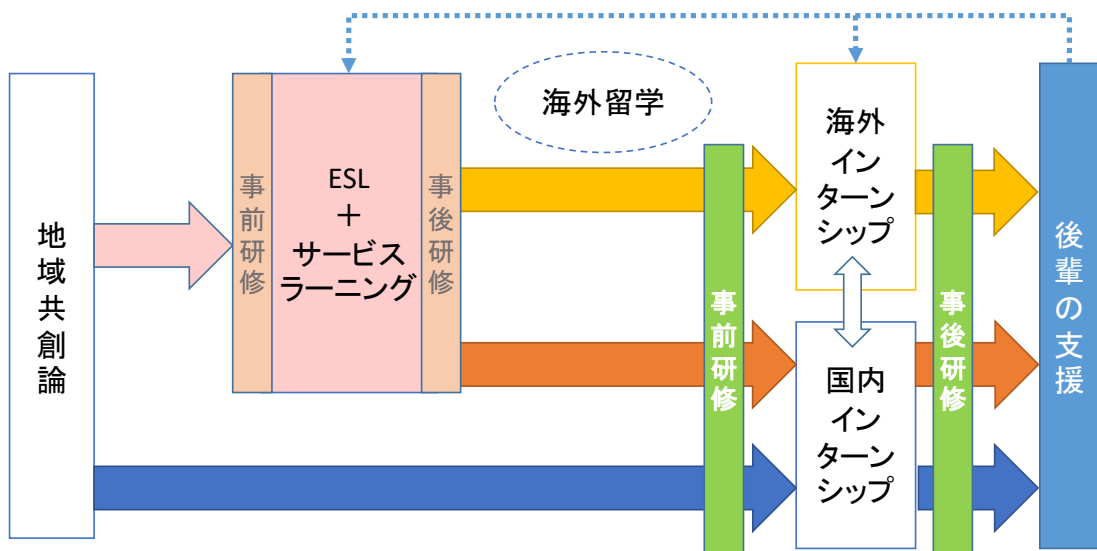 地域共創論
事前研修
ESL
＋
サービス
ラーニング
事後研修
海外留学
事前研修
海外
イン
ターン
シップ
国内
イン
ターン
シップ
事後研修
後輩の支援